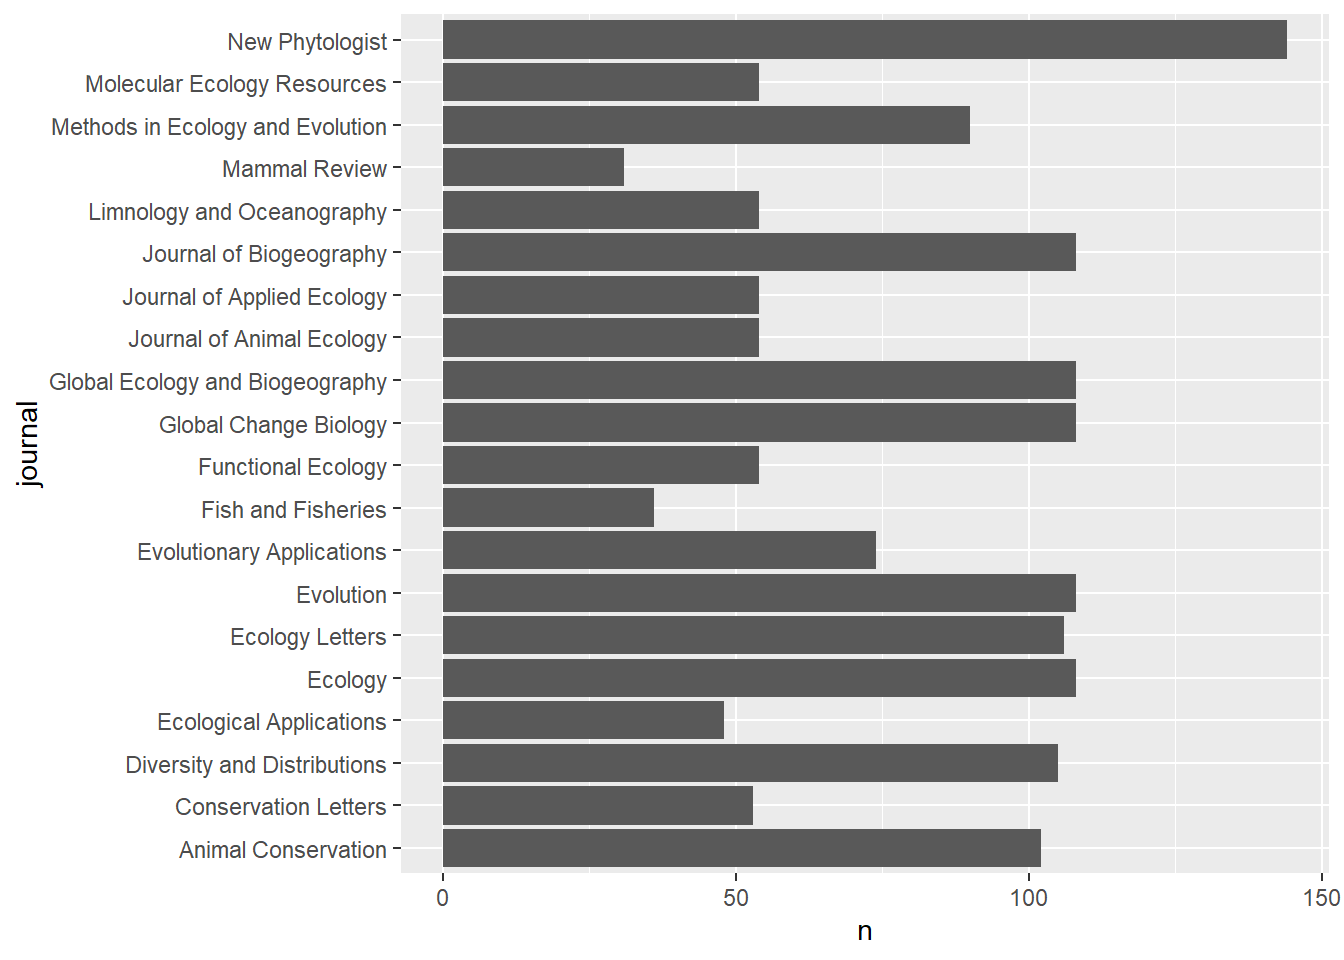 New Phytologist
Molecular Ecology Resources
Methods in Ecology and Evolution
Mammal Review
Limnology and Oceanography
Journal of Biogeography
Journal of Applied Ecology
Journal of Animal Ecology
Global Ecology and Biogeography
Global Change Biology
Functional Ecology
Fish and Fisheries
Evolutionary Applications
Evolution
Ecology Letters
Ecology
Ecological Applications
Diversity and Distributions
Conservation Letters
Animal Conservation
journal
0 50 100 150
n